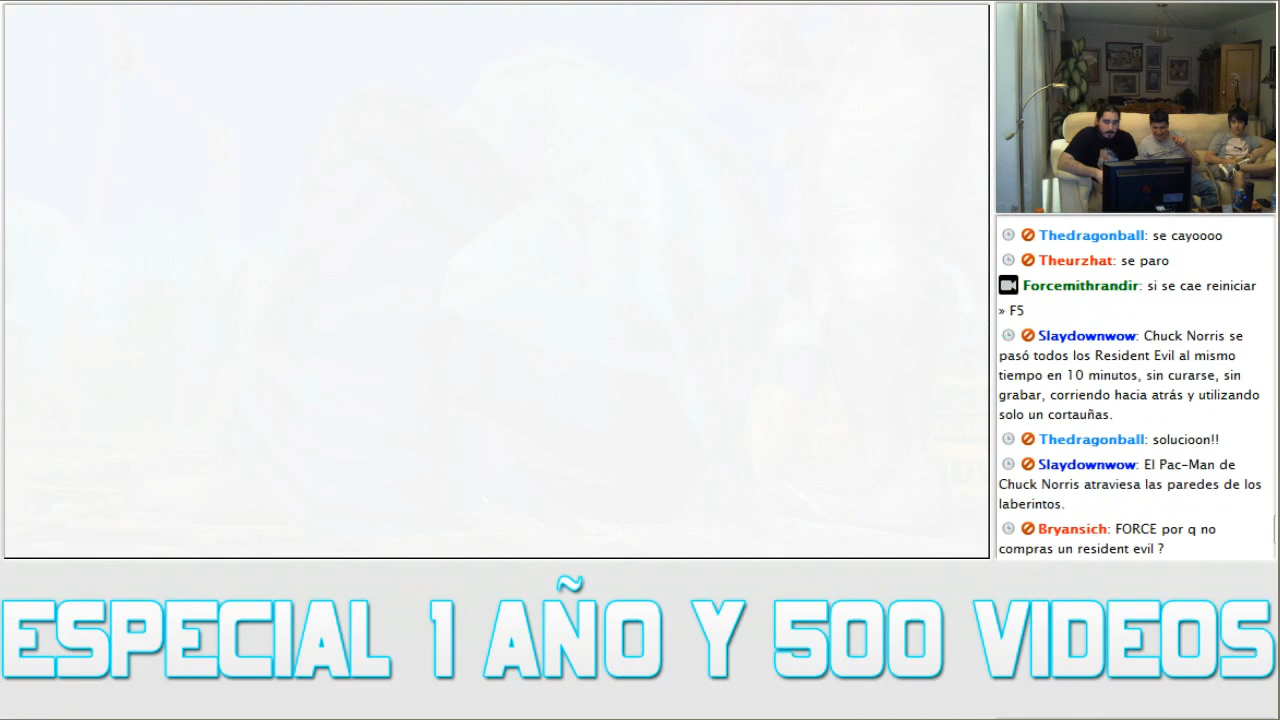 Thedragonball: se cayoooo
Theurzhat: se paro
Forcemithrandir: si se cae reiniciar
» F5
Slaydownwow: Chuck Norris se
pasó todos los Resident Evil al mismo
tiempo en 10 minutos, sin curarse, sin
grabar, corriendo hacia atrás y utilizando
solo un cortauñas.
Thedragonball: solucioon!!
Slaydownwow: El Pac-Man de
Chuck Norris atraviesa las paredes de los
laberintos.
Bryansich: FORCE por q no
compras un resident evil ?
ESPECIAL 1 AÑO Y 500 VIDEOS